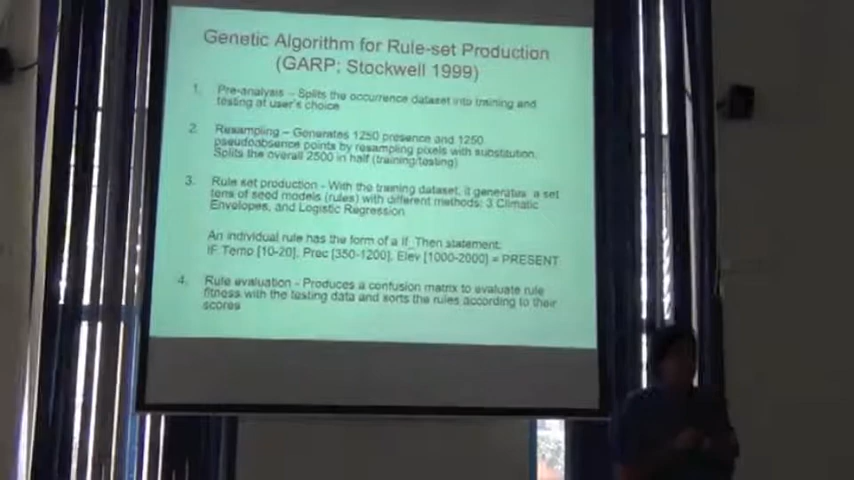 Genetic Algorithm for Rule-set Production
(GARP; Stockwell 1999)
1. Pre-analysis – Splits the occurrence dataset into training and
testing at user's choice
2. Resampling – Generates 1250 presence and 1250
pseudoabsence points by resampling pixels with substitution.
Splits the overall 2500 in half (training/testing)
3. Rule set production - With the training dataset, it generates a set
tens of seed models (rules) with different methods: 3 Climatic
Envelopes, and Logistic Regression
An individual rule has the form of a If_Then statement:
IF Temp [10-20], Prec [350-1200], Elev [1000-2000] = PRESENT
4. Rule evaluation - Produces a confusion matrix to evaluate rule
fitness with the testing data and sorts the rules according to their
scores